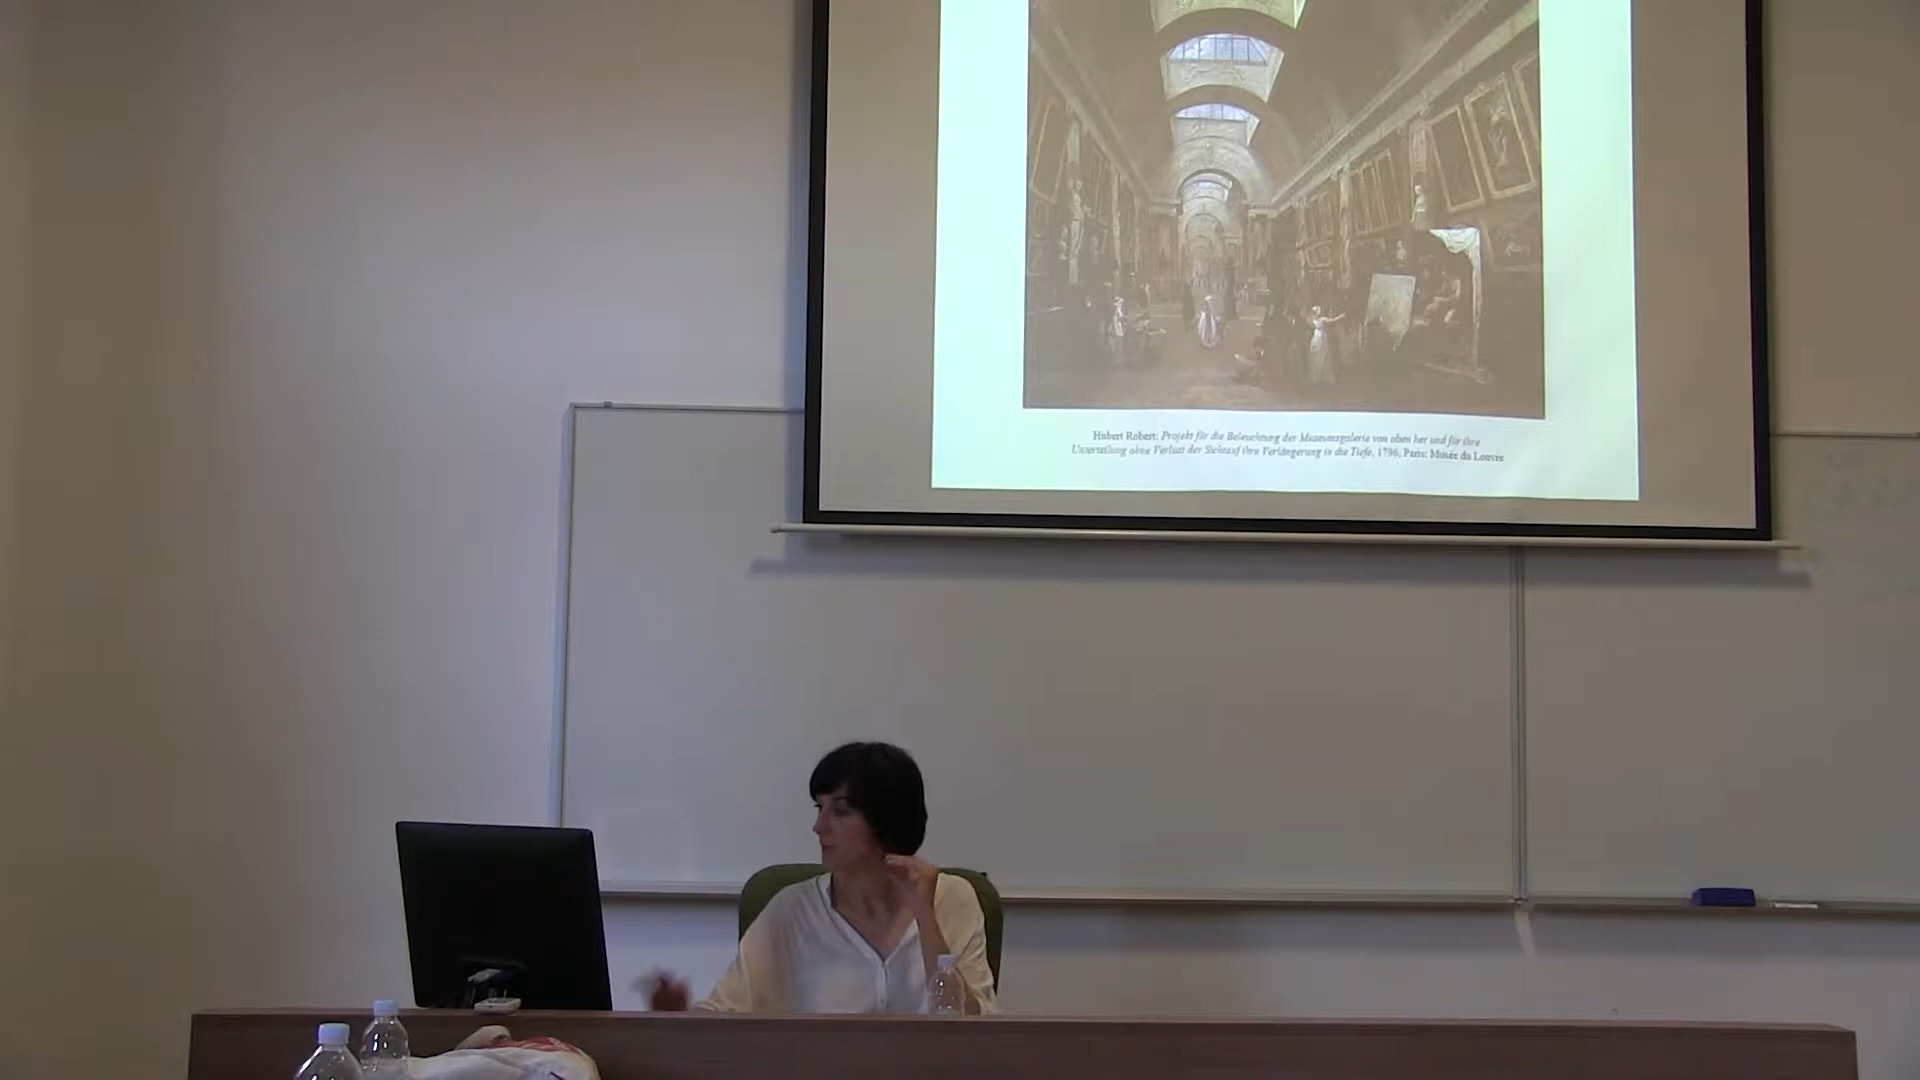 Hubert Robert: Projekt für die Beleuchtung der Museumsgalerie von oben her und für ihre
Unterteilung ohne Verlust der Sicht auf ihre Verlängerung in die Tiefe, 1796, Paris: Musée du Louvre